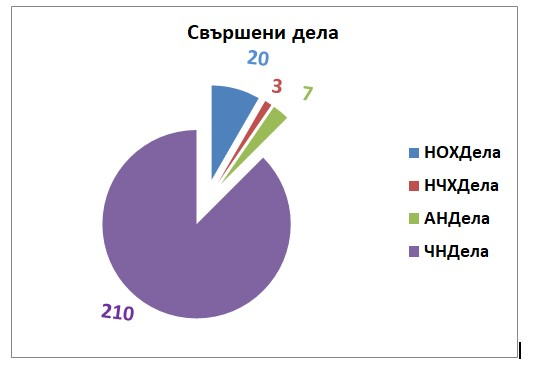 Свършени дела
20
3
7
210
НОХДела
НЧХДела
АНДела
ЧНДела